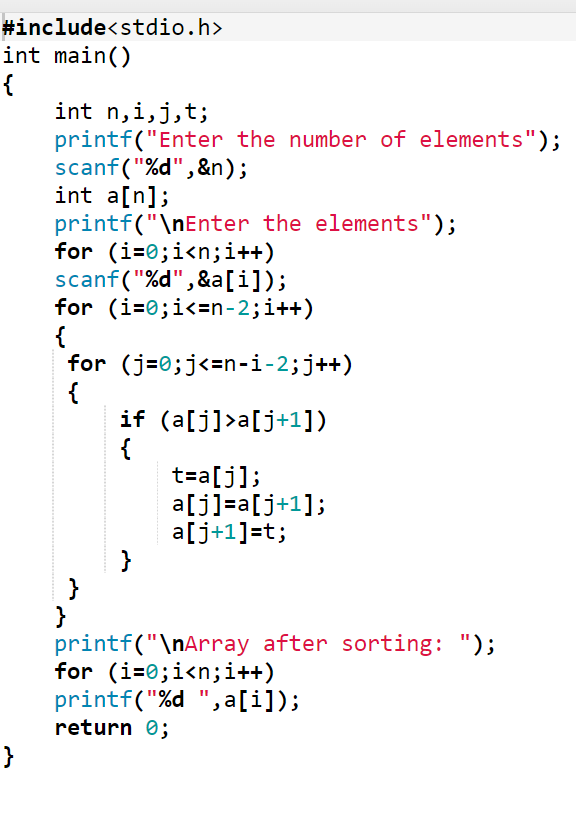 #include<stdio.h>
int main()
{
    int n,i,j,t;
    printf("Enter the number of elements");
    scanf("%d",&n);
    int a[n];
    printf("\nEnter the elements");
    for (i=0;i<n;i++)
    scanf("%d",&a[i]);
    for (i=0;i<=n-2;i++)
    {
     for (j=0;j<=n-i-2;j++)
     {
         if (a[j]>a[j+1])
         {
             t=a[j];
             a[j]=a[j+1];
             a[j+1]=t;
         }
     }
    }
    printf("\nArray after sorting: ");
    for (i=0;i<n;i++)
    printf("%d ",a[i]);
    return 0;
}